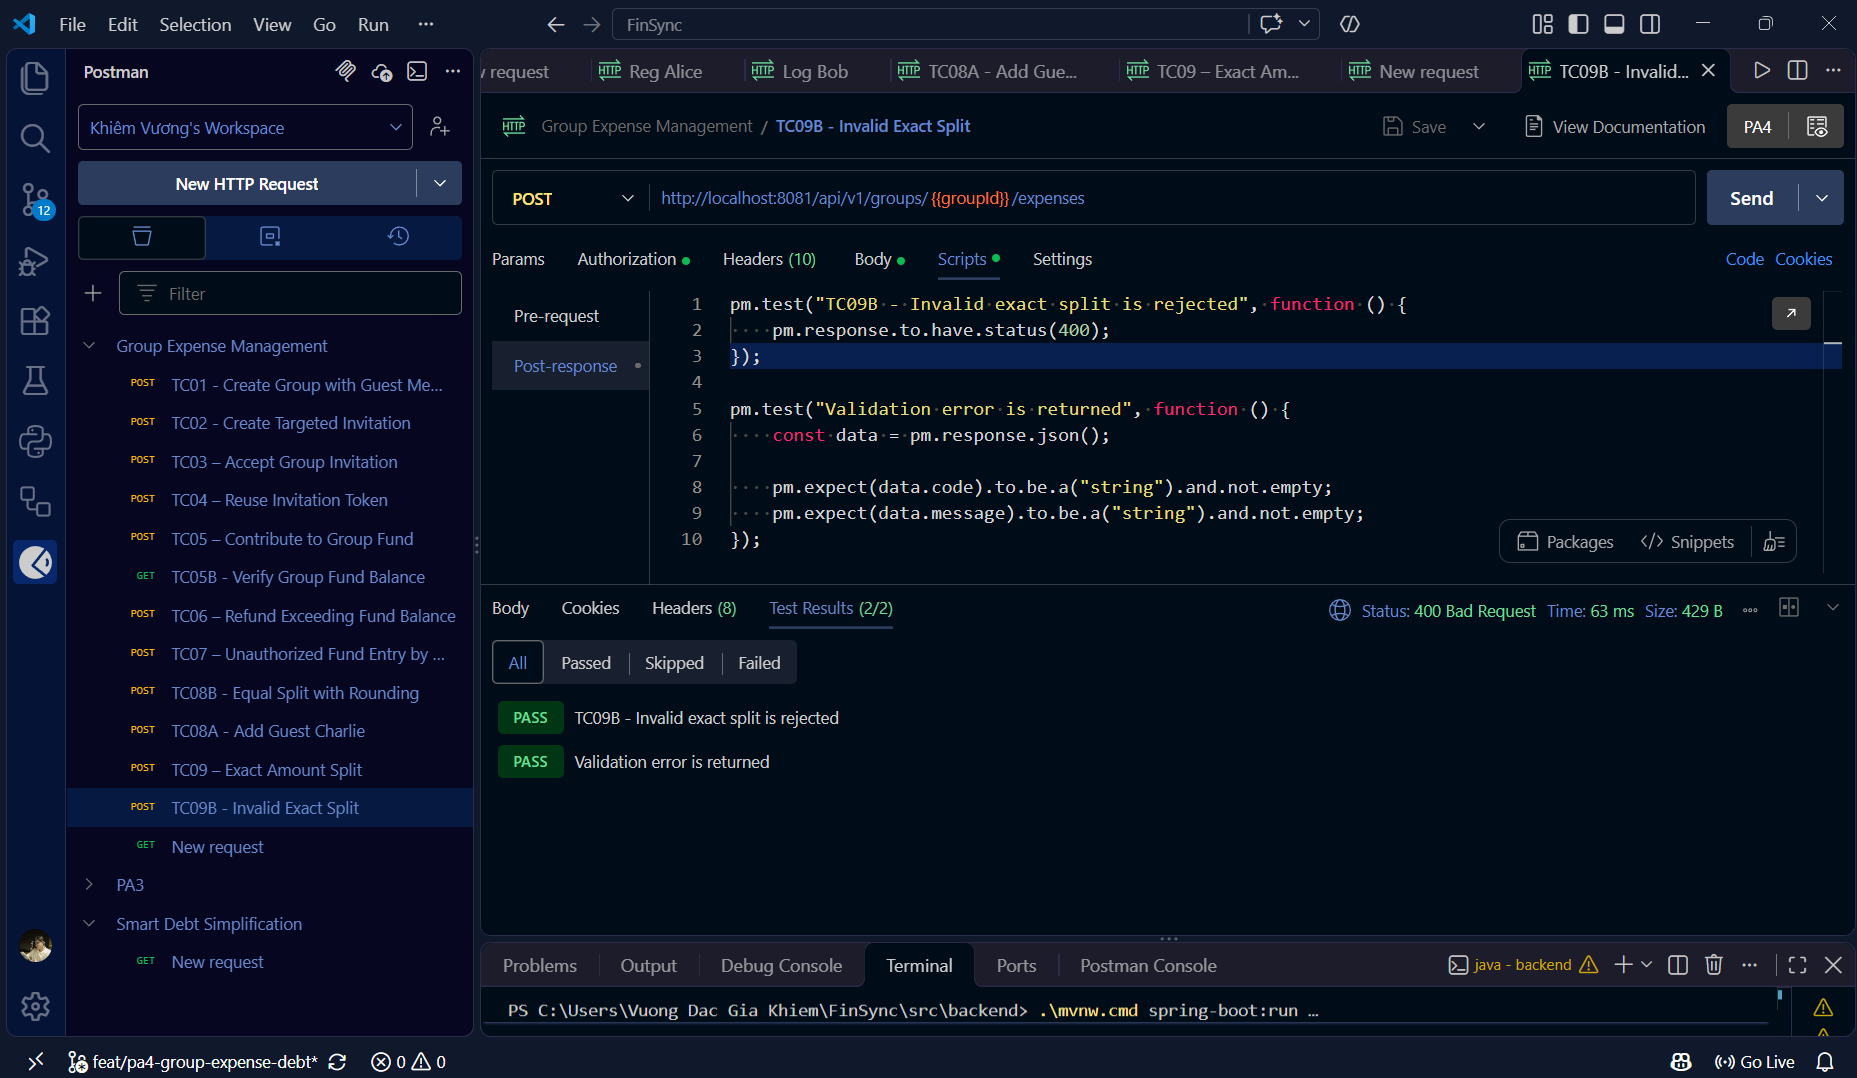 File Edit Selection View Go Run ···
FinSync
Postman
Khiêm Vương's Workspace
New HTTP Request
Filter
Group Expense Management
POST TC01 - Create Group with Guest Me...
POST TC02 - Create Targeted Invitation
POST TC03 – Accept Group Invitation
POST TC04 – Reuse Invitation Token
POST TC05 – Contribute to Group Fund
GET TC05B - Verify Group Fund Balance
POST TC06 – Refund Exceeding Fund Balance
POST TC07 – Unauthorized Fund Entry by ...
POST TC08B - Equal Split with Rounding
POST TC08A - Add Guest Charlie
POST TC09 – Exact Amount Split
POST TC09B - Invalid Exact Split
GET New request
PA3
Smart Debt Simplification
GET New request
12
w request
HTTP Reg Alice
HTTP Log Bob
HTTP TC08A - Add Gue...
HTTP TC09 – Exact Am...
HTTP New request
HTTP TC09B - Invalid...
HTTP Group Expense Management / TC09B - Invalid Exact Split
Save
View Documentation
PA4
POST http://localhost:8081/api/v1/groups/{{groupId}}/expenses
Send
Params Authorization Headers (10) Body Scripts Settings
Code Cookies
Pre-request
Post-response
1 pm.test("TC09B - Invalid exact split is rejected", function () {
2 pm.response.to.have.status(400);
3 });
4
5 pm.test("Validation error is returned", function () {
6 const data = pm.response.json();
7
8 pm.expect(data.code).to.be.a("string").and.not.empty;
9 pm.expect(data.message).to.be.a("string").and.not.empty;
10 });
Packages </> Snippets
Body Cookies Headers (8) Test Results (2/2)
Status: 400 Bad Request Time: 63 ms Size: 429 B
All Passed Skipped Failed
PASS TC09B - Invalid exact split is rejected
PASS Validation error is returned
Problems Output Debug Console Terminal Ports Postman Console
java - backend
PS C:\Users\Vuong Dac Gia Khiem\FinSync\src\backend> .\mvnw.cmd spring-boot:run …
feat/pa4-group-expense-debt* 0 0
Go Live